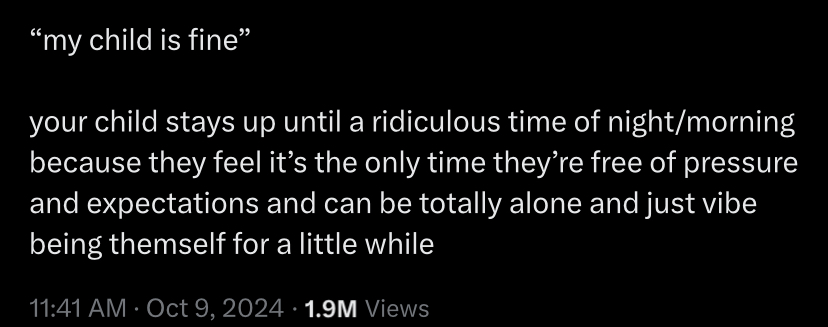 “my child is fine”
your child stays up until a ridiculous time of night/morning
because they feel it’s the only time they’re free of pressure
and expectations and can be totally alone and just vibe
being themself for a little while
11:41 AM · Oct 9, 2024 · 1.9M Views